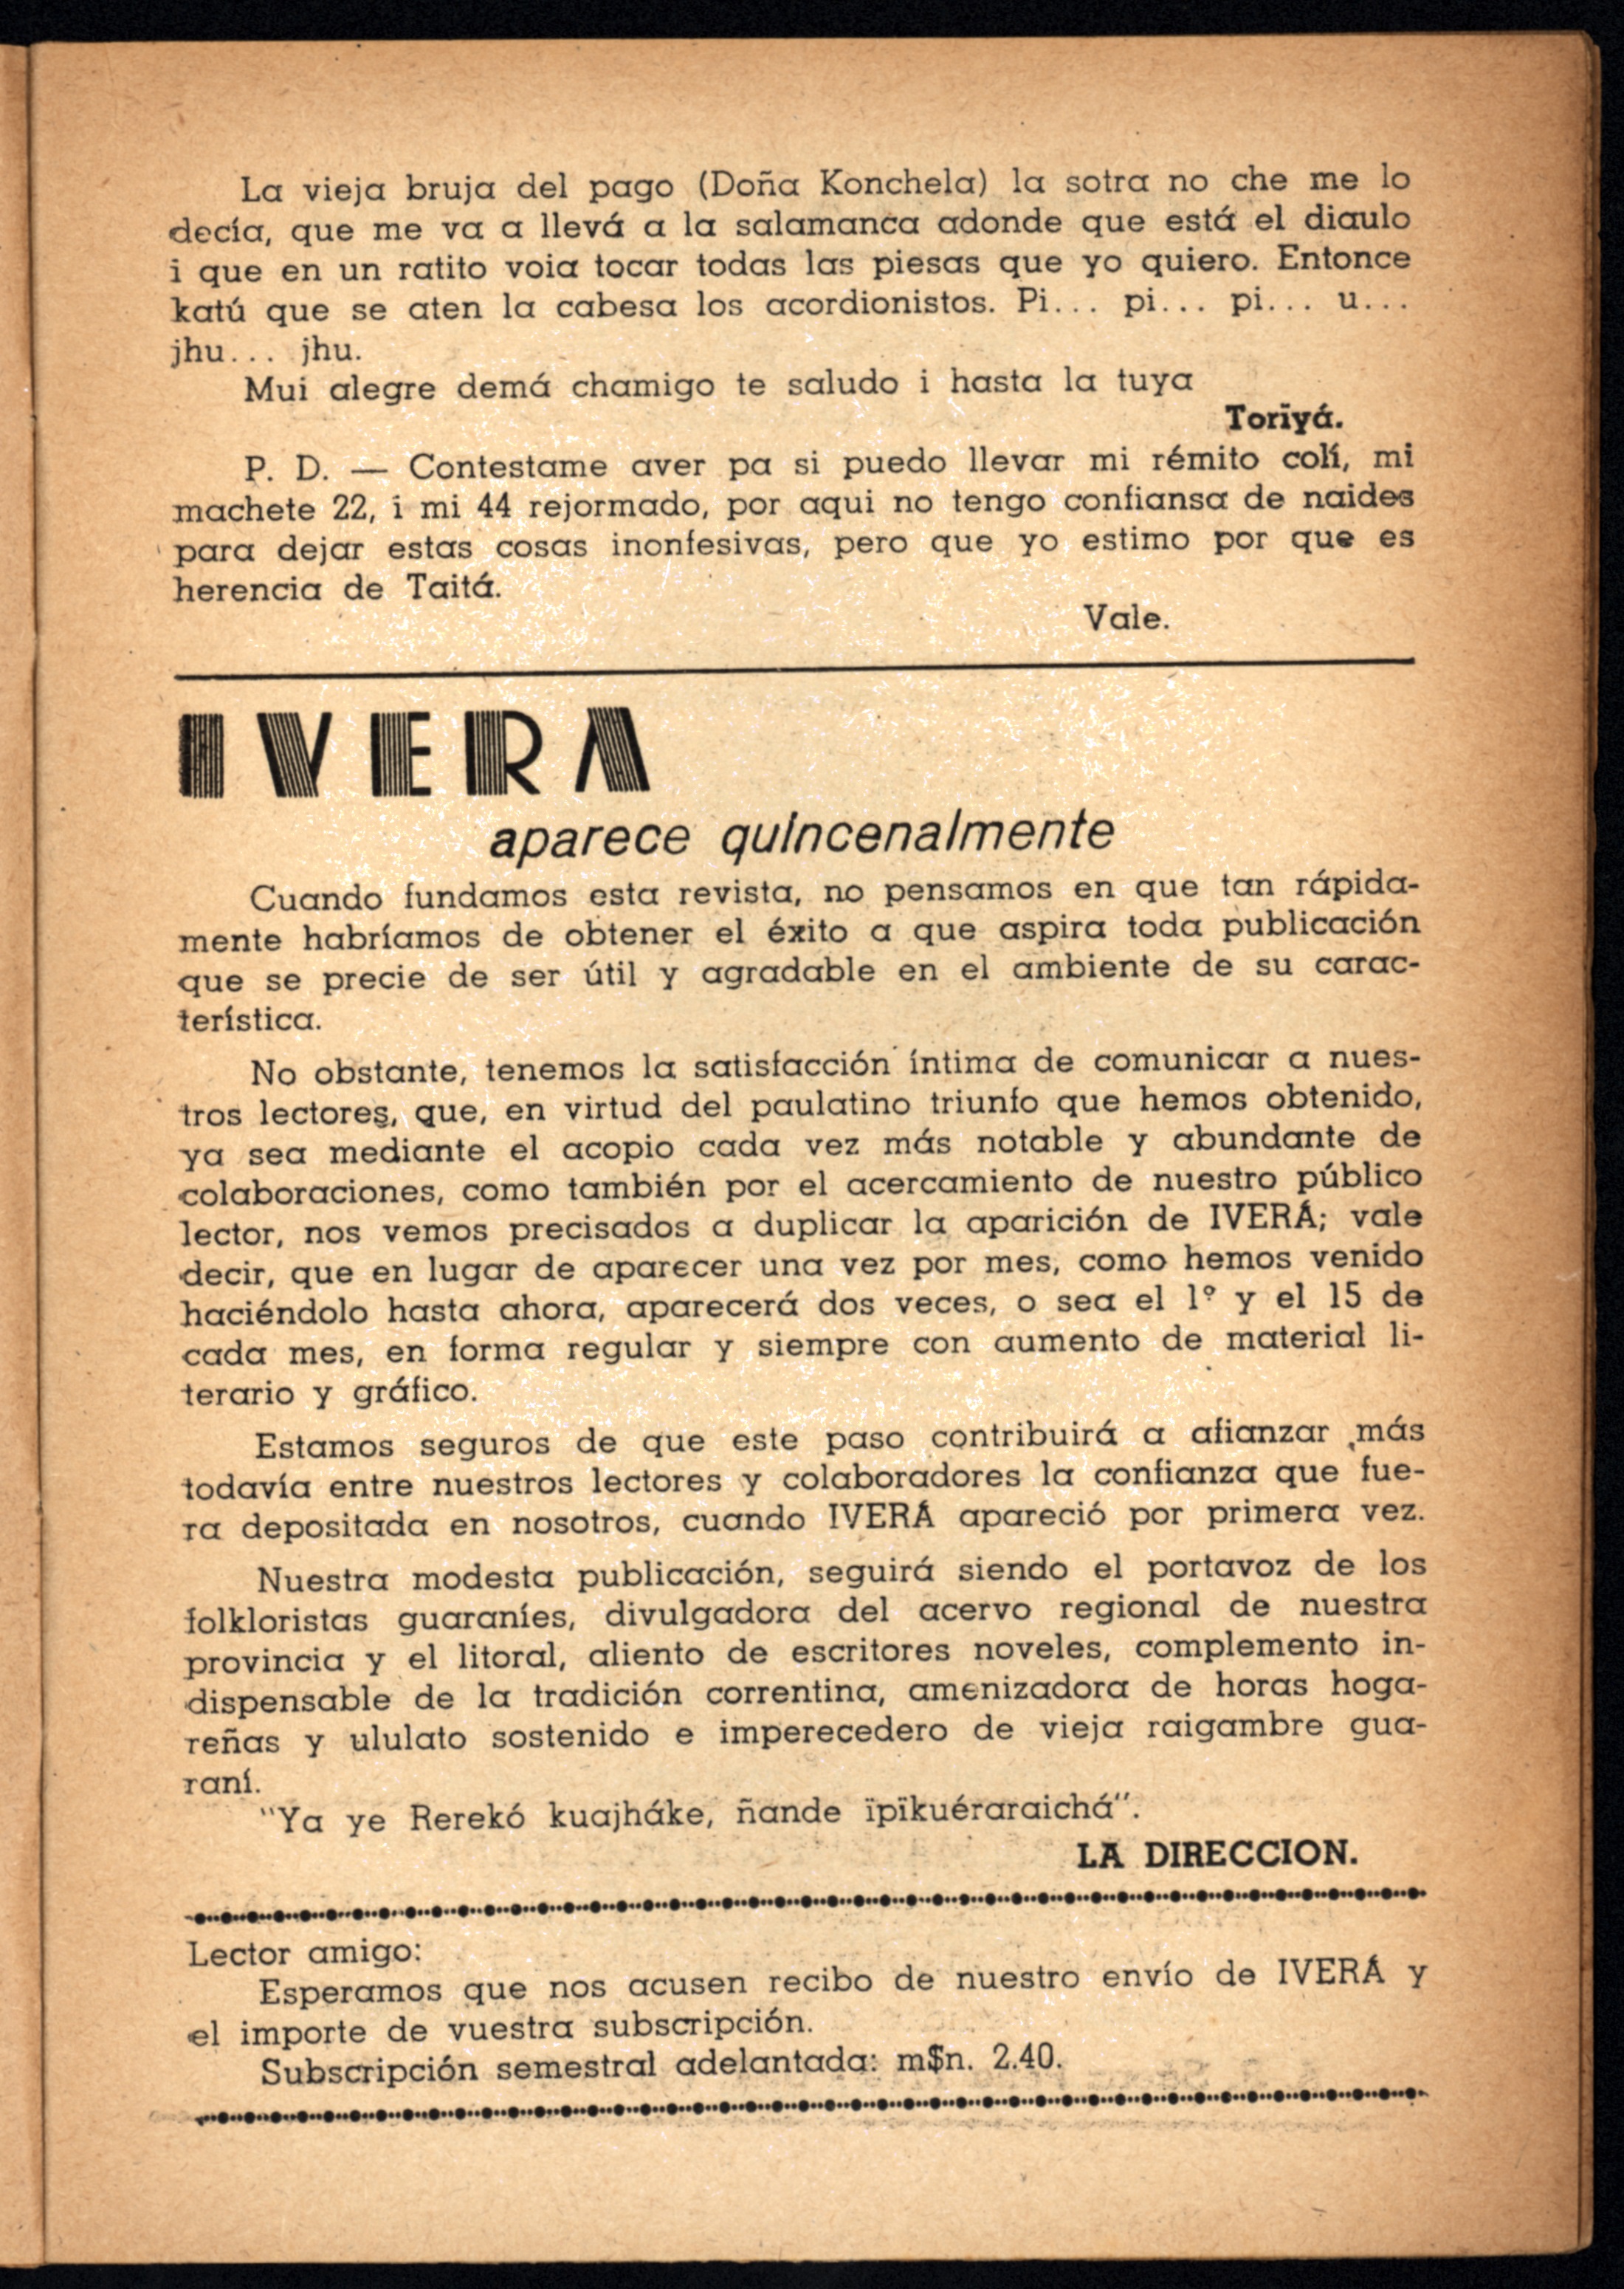 La vieja bruja del pago (Doña Konchela) la sotra no che me lo
decía, que me va a llevá a la salamanca adonde que está el diaulo
i que en un ratito voia tocar todas las piesas que yo quiero. Entonce
katú que se aten la cabesa los acordionistos. Pi... pi... pi... u...
jhu... jhu.
Mui alegre demá chamigo te saludo i hasta la tuya
Torïyá.
P. D. — Contestame aver pa si puedo llevar mi rémito colí, mi
machete 22, i mi 44 rejormado, por aqui no tengo confiansa de naides
para dejar estas cosas inonfesivas, pero que yo estimo por que es
herencia de Taitá.
Vale.
IVERA
aparece quincenalmente
Cuando fundamos esta revista, no pensamos en que tan rápida-
mente habríamos de obtener el éxito a que aspira toda publicación
que se precie de ser útil y agradable en el ambiente de su carac-
terística.
No obstante, tenemos la satisfacción íntima de comunicar a nues-
tros lectores, que, en virtud del paulatino triunfo que hemos obtenido,
ya sea mediante el acopio cada vez más notable y abundante de
colaboraciones, como también por el acercamiento de nuestro público
lector, nos vemos precisados a duplicar la aparición de IVERÁ; vale
decir, que en lugar de aparecer una vez por mes, como hemos venido
haciéndolo hasta ahora, aparecerá dos veces, o sea el 1º y el 15 de
cada mes, en forma regular y siempre con aumento de material li-
terario y gráfico.
Estamos seguros de que este paso contribuirá a afianzar más
todavía entre nuestros lectores y colaboradores la confianza que fue-
ra depositada en nosotros, cuando IVERÁ apareció por primera vez.
Nuestra modesta publicación, seguirá siendo el portavoz de los
folkloristas guaraníes, divulgadora del acervo regional de nuestra
provincia y el litoral, aliento de escritores noveles, complemento in-
dispensable de la tradición correntina, amenizadora de horas hoga-
reñas y ululato sostenido e imperecedero de vieja raigambre gua-
raní.
"Ya ye Rerekó kuajháke, ñande ïpïkuéraraichá".
LA DIRECCION.
Lector amigo:
Esperamos que nos acusen recibo de nuestro envío de IVERÁ y
el importe de vuestra subscripción.
Subscripción semestral adelantada: m$n. 2.40.